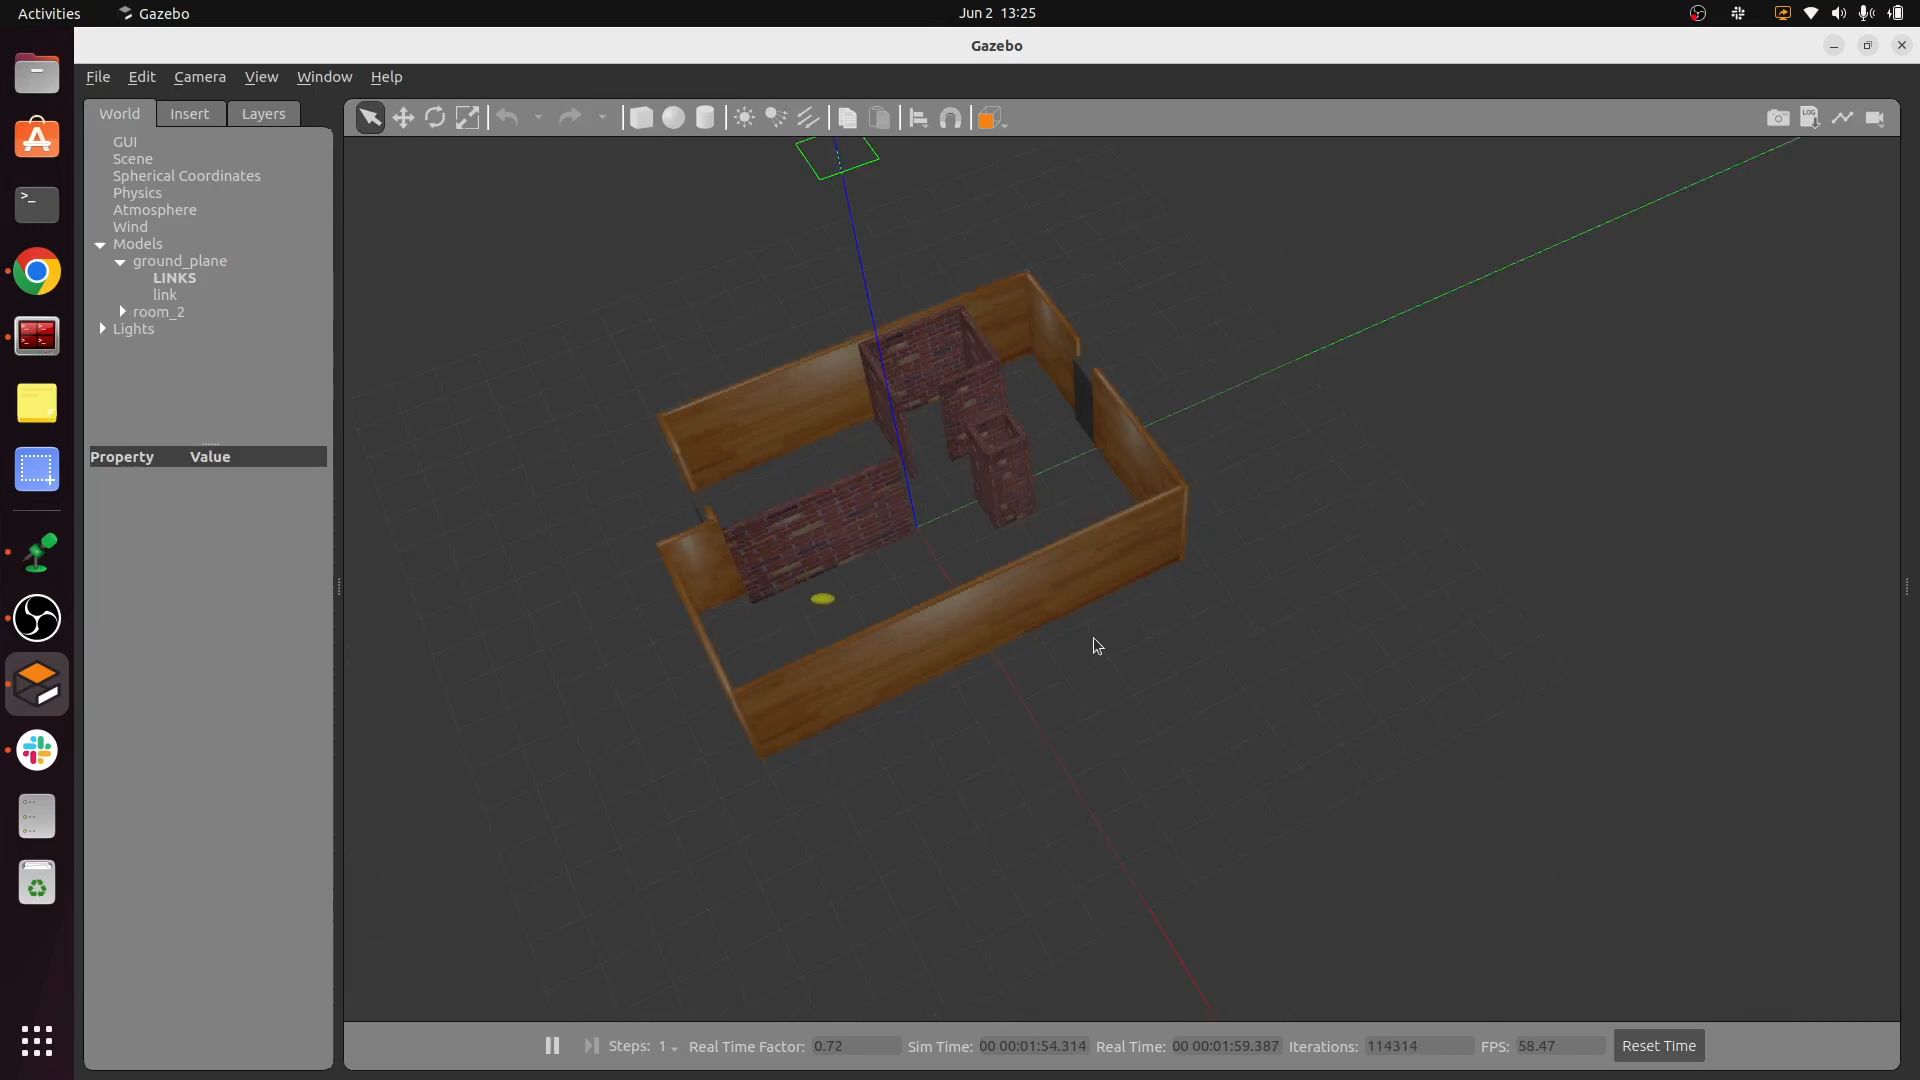 Activities Gazebo Jun 2 13:25
Gazebo
File Edit Camera View Window Help
World Insert Layers
GUI
Scene
Spherical Coordinates
Physics
Atmosphere
Wind
Models
ground_plane
LINKS
link
room_2
Lights
Property Value
LOG
Steps: 1 Real Time Factor: 0.72 Sim Time: 00 00:01:54.314 Real Time: 00 00:01:59.387 Iterations: 114314 FPS: 58.47 Reset Time